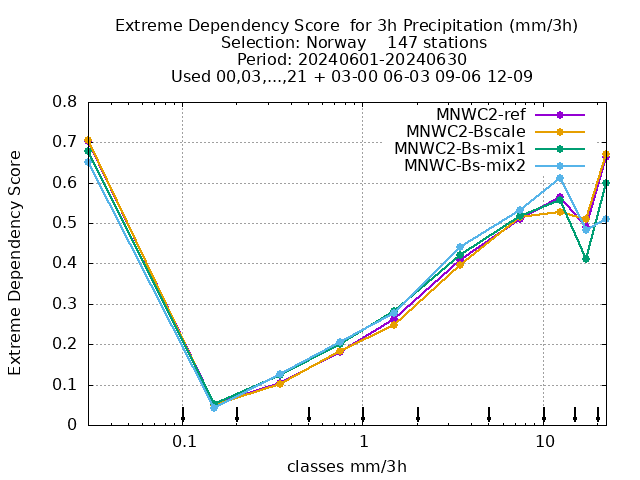 Extreme Dependency Score  for 3h Precipitation (mm/3h)
Selection: Norway    147 stations
Period: 20240601-20240630
Used 00,03,...,21 + 03-00 06-03 09-06 12-09
MNWC2-ref
MNWC2-Bscale
MNWC2-Bs-mix1
MNWC-Bs-mix2
Extreme Dependency Score
0.8
0.7
0.6
0.5
0.4
0.3
0.2
0.1
0
0.1 1 10
classes mm/3h